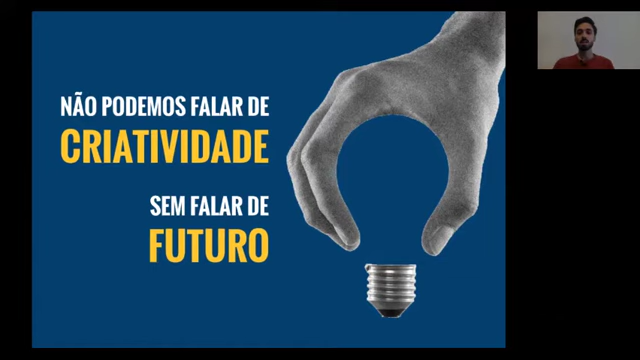 NÃO PODEMOS FALAR DE
CRIATIVIDADE
SEM FALAR DE
FUTURO